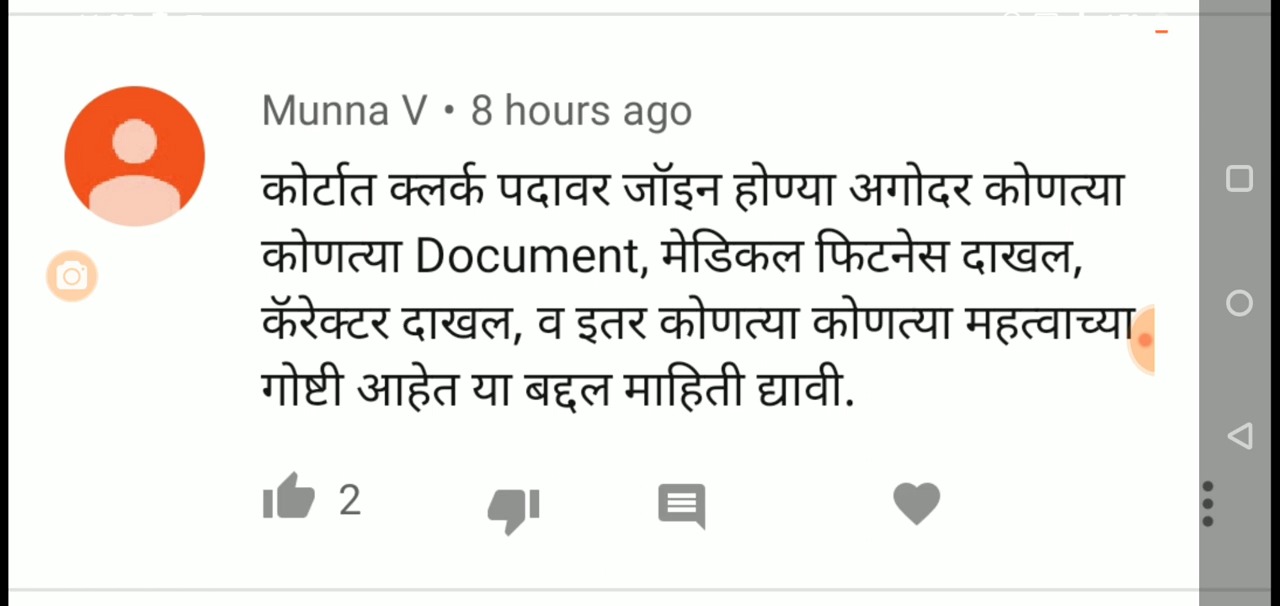 Munna V • 8 hours ago
कोर्टात क्लर्क पदावर जॉइन होण्या अगोदर कोणत्या
कोणत्या Document, मेडिकल फिटनेस दाखल,
कॅरेक्टर दाखल, व इतर कोणत्या कोणत्या महत्वाच्या
गोष्टी आहेत या बद्दल माहिती द्यावी.
2